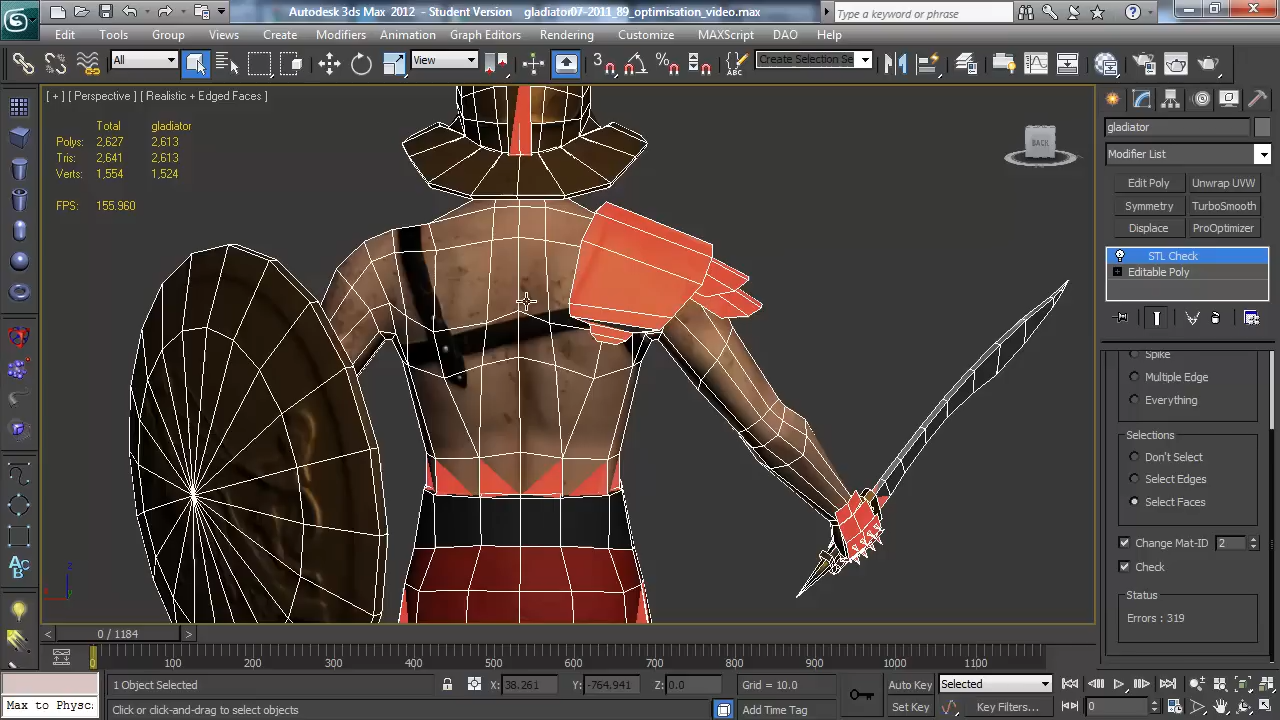 Autodesk 3ds Max 2012 - Student Version gladiator07-2011_89_optimisation_video.max
Type a keyword or phrase
Edit Tools Group Views Create Modifiers Animation Graph Editors Rendering Customize MAXScript DAO Help
All View Create Selection Se
[ + ] [ Perspective ] [ Realistic + Edged Faces ]
Total gladiator
Polys: 2,627 2,613
Tris: 2,641 2,613
Verts: 1,554 1,524
FPS: 155.960
BACK
gladiator
Modifier List
Edit Poly Unwrap UVW
Symmetry TurboSmooth
Displace ProOptimizer
STL Check
Editable Poly
Spike
Multiple Edge
Everything
Selections
Don't Select
Select Edges
Select Faces
Change Mat-ID 2
Check
Status
Errors : 319
< 0 / 1184 >
0 100 200 300 400 500 600 700 800 900 1000 1100
1 Object Selected X: 38.261 Y: -764.941 Z: 0.0 Grid = 10.0 Auto Key Selected
Max to Physc: Click or click-and-drag to select objects Add Time Tag Set Key Key Filters... 0